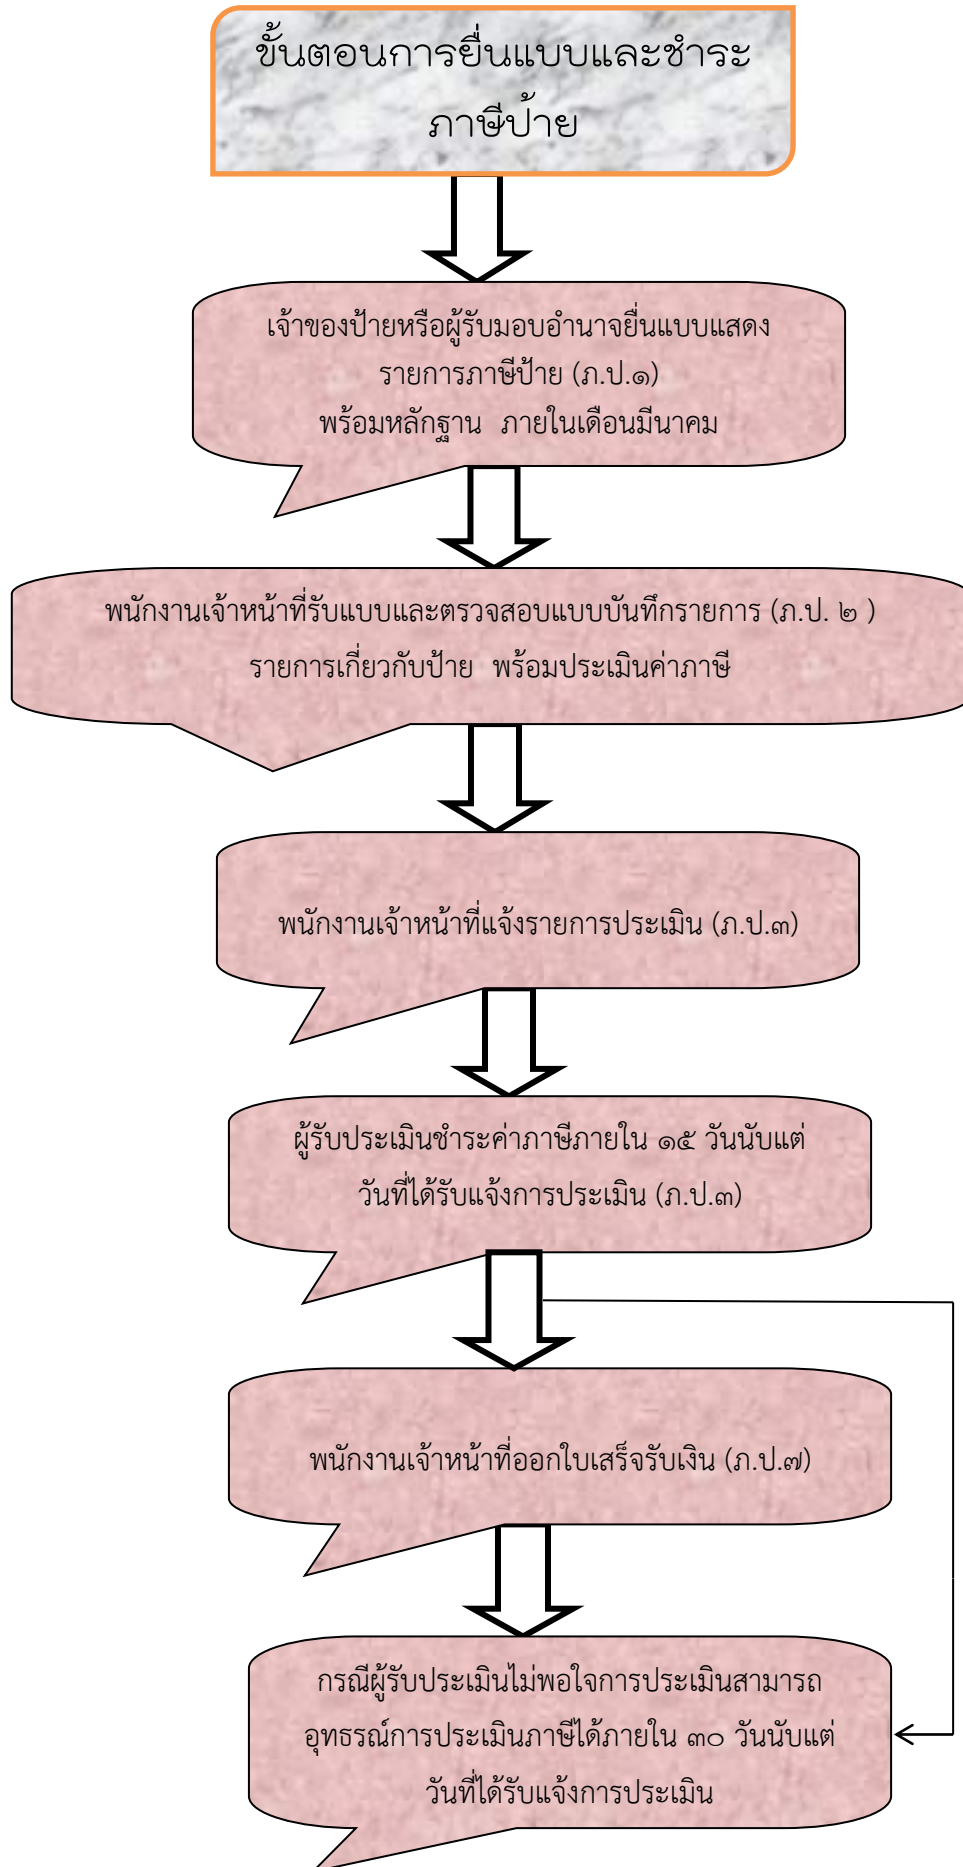 ขั้นตอนการยื่นแบบและชำระ
ภาษีป้าย
เจ้าของป้ายหรือผู้รับมอบอำนาจยื่นแบบแสดง
รายการภาษีป้าย (ภ.ป.๑)
พร้อมหลักฐาน ภายในเดือนมีนาคม
พนักงานเจ้าหน้าที่รับแบบและตรวจสอบแบบบันทึกรายการ (ภ.ป. ๒ )
รายการเกี่ยวกับป้าย พร้อมประเมินค่าภาษี
พนักงานเจ้าหน้าที่แจ้งรายการประเมิน (ภ.ป.๓)
ผู้รับประเมินชำระค่าภาษีภายใน ๑๕ วันนับแต่
วันที่ได้รับแจ้งการประเมิน (ภ.ป.๓)
พนักงานเจ้าหน้าที่ออกใบเสร็จรับเงิน (ภ.ป.๗)
กรณีผู้รับประเมินไม่พอใจการประเมินสามารถ
อุทธรณ์การประเมินภาษีได้ภายใน ๓๐ วันนับแต่
วันที่ได้รับแจ้งการประเมิน